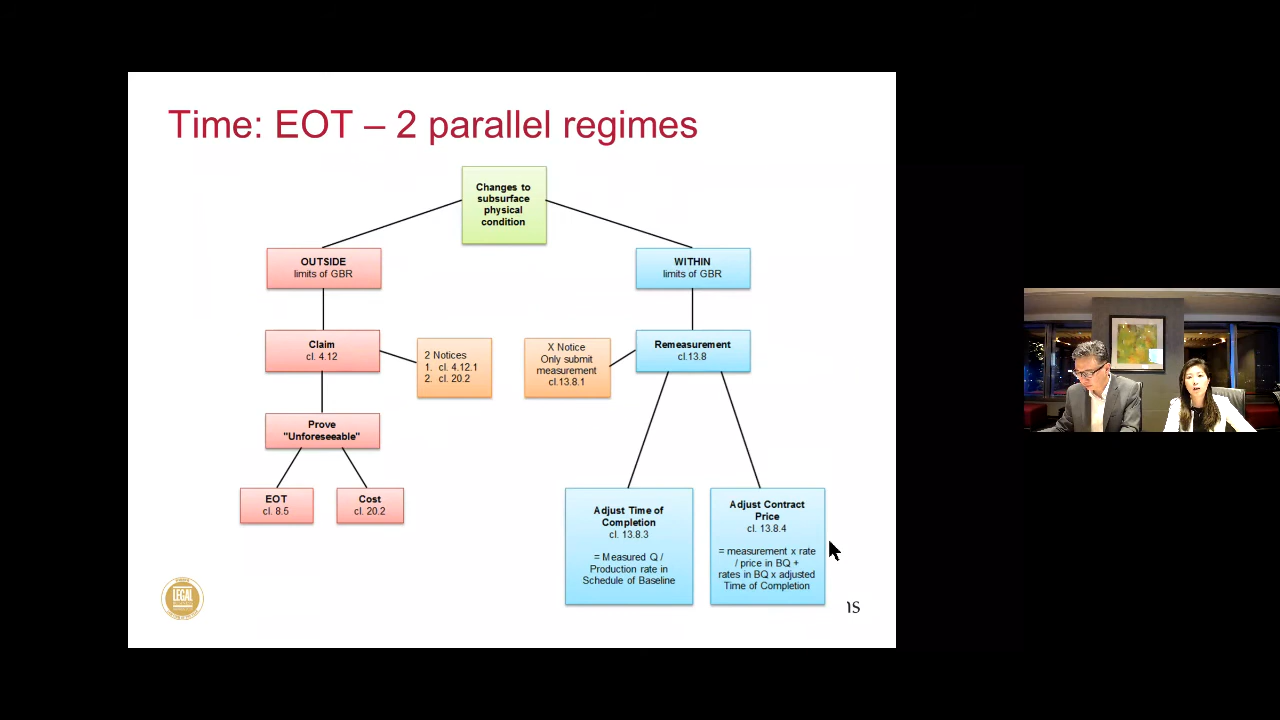 Time: EOT – 2 parallel regimes
Changes to
subsurface
physical
condition
OUTSIDE
limits of GBR
WITHIN
limits of GBR
Claim
cl. 4.12
2 Notices
1. cl. 4.12.1
2. cl. 20.2
X Notice
Only submit
measurement
cl.13.8.1
Remeasurement
cl.13.8
Prove
"Unforeseeable"
EOT
cl. 8.5
Cost
cl. 20.2
Adjust Time of
Completion
cl. 13.8.3
= Measured Q /
Production rate in
Schedule of Baseline
Adjust Contract
Price
cl. 13.8.4
= measurement x rate
/ price in BQ +
rates in BQ x adjusted
Time of Completion
LEGAL